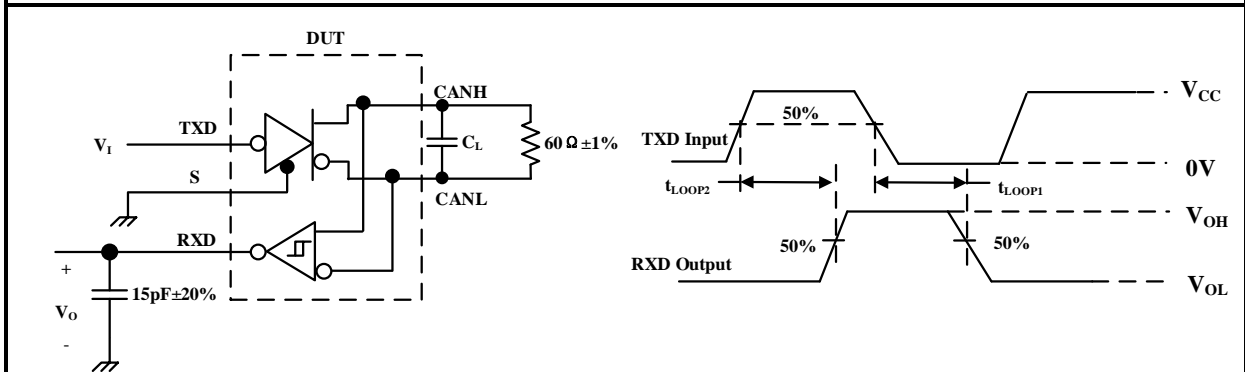 DUT
CANH
TXD
V_I
C_L
60Ω±1%
S
CANL
RXD
+
15pF±20%
V_O
-
V_CC
50%
TXD Input
0V
t_LOOP2
t_LOOP1
V_OH
50%
50%
RXD Output
V_OL